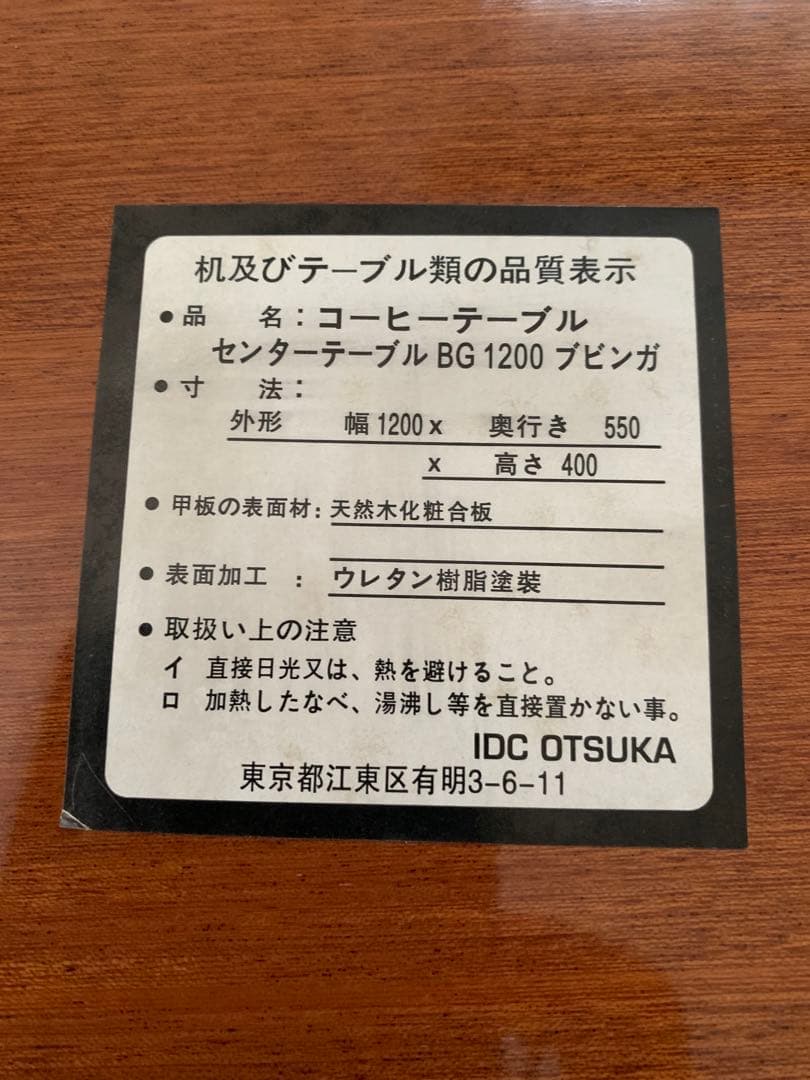 机及びテーブル類の品質表示
●品　　名：コーヒーテーブル
センターテーブル BG 1200 ブビンガ
●寸　　法：
外形　　幅 1200 x　奥行き　550
x　　高さ 400
●甲板の表面材：天然木化粧合板
●表面加工　：　ウレタン樹脂塗装
●取扱い上の注意
イ　直接日光又は、熱を避けること。
ロ　加熱したなべ、湯沸し等を直接置かない事。
IDC OTSUKA
東京都江東区有明3-6-11